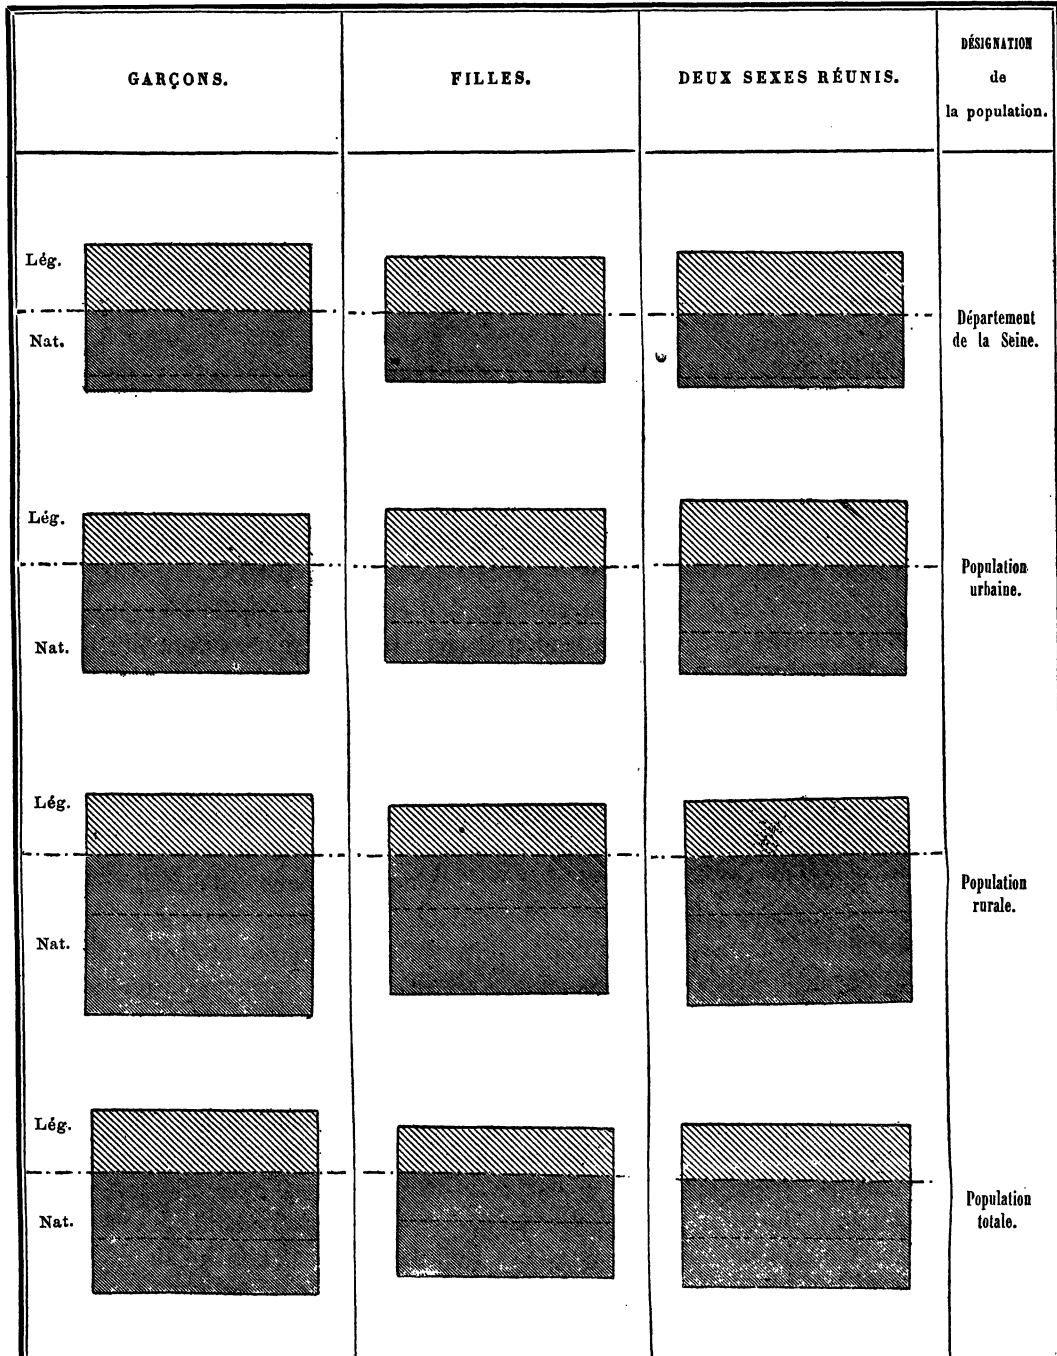 GARÇONS.
FILLES.
DEUX SEXES RÉUNIS.
DÉSIGNATION
de
la population.
Lég.
Nat.
Département
de la Seine.
Lég.
Nat.
Population
urbaine.
Lég.
Nat.
Population
rurale.
Lég.
Nat.
Population
totale.